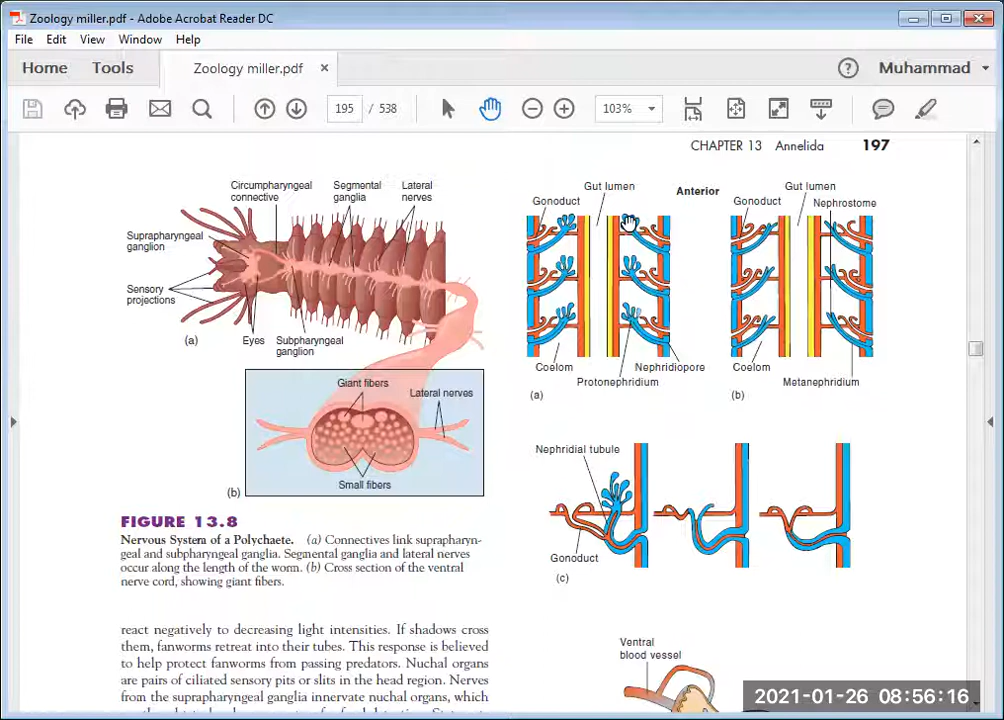 Zoology miller.pdf - Adobe Acrobat Reader DC
File Edit View Window Help
Home Tools Zoology miller.pdf × Muhammad
195 / 538 103%
CHAPTER 13 Annelida 197
Circumpharyngeal
connective
Segmental
ganglia
Lateral
nerves
Suprapharyngeal
ganglion
Sensory
projections
(a)
Eyes
Subpharyngeal
ganglion
Giant fibers
Lateral nerves
Small fibers
(b)
FIGURE 13.8
Nervous System of a Polychaete. (a) Connectives link suprapharyn-
geal and subpharyngeal ganglia. Segmental ganglia and lateral nerves
occur along the length of the worm. (b) Cross section of the ventral
nerve cord, showing giant fibers.
react negatively to decreasing light intensities. If shadows cross
them, fanworms retreat into their tubes. This response is believed
to help protect fanworms from passing predators. Nuchal organs
are pairs of ciliated sensory pits or slits in the head region. Nerves
from the suprapharyngeal ganglia innervate nuchal organs, which
Gut lumen
Gonoduct
Anterior
Gut lumen
Gonoduct
Nephrostome
Coelom
Nephridiopore
Protonephridium
(a)
Coelom
Metanephridium
(b)
Nephridial tubule
Gonoduct
(c)
Ventral
blood vessel
2021-01-26 08:56:16